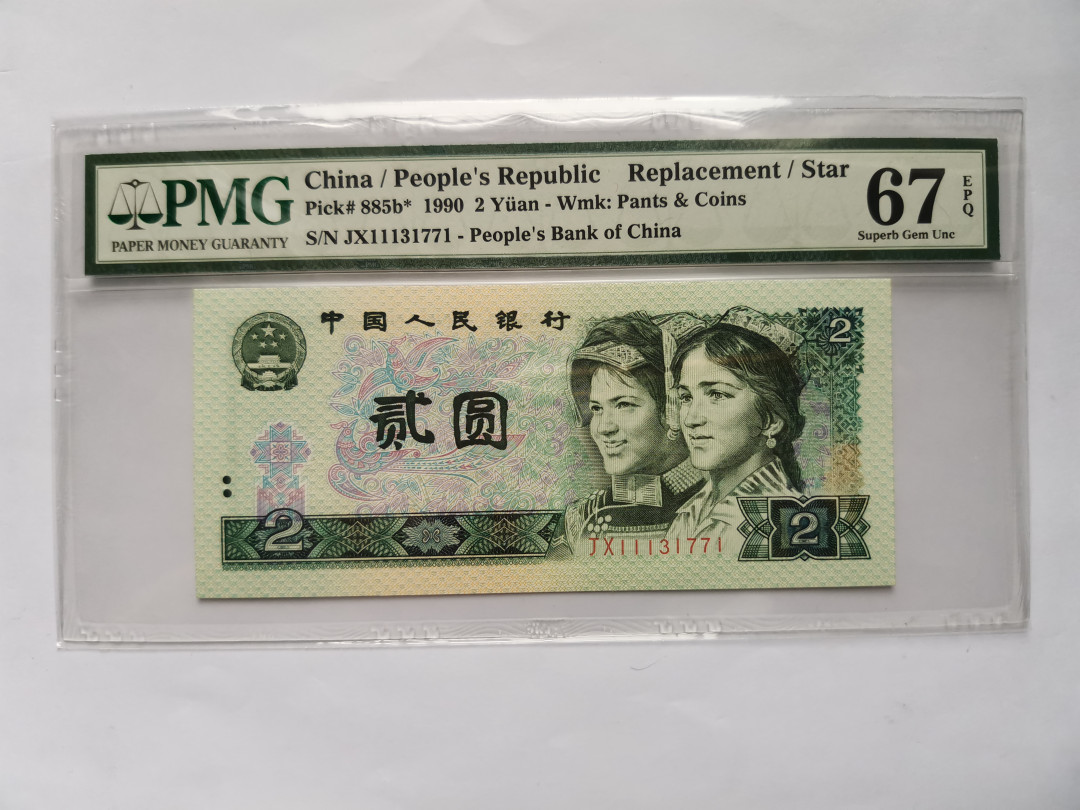 PMG
PAPER MONEY GUARANTY
China / People's Republic Replacement / Star
Pick# 885b* 1990 2 Yüan - Wmk: Pants & Coins
S/N JX11131771 - People's Bank of China
67
EPQ
Superb Gem Unc
中国人民银行
2
贰圆
2
JX11131771
2